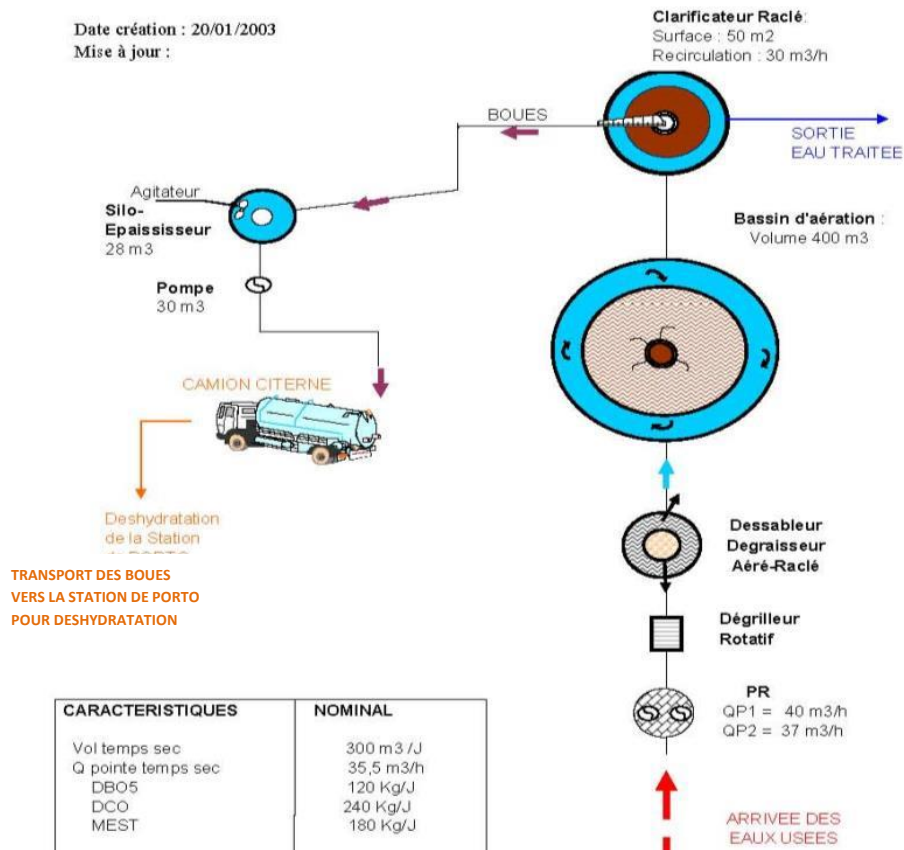 Date création : 20/01/2003
Mise à jour :
Clarificateur Raclé:
Surface : 50 m2
Recirculation : 30 m3/h
BOUES
SORTIE
EAU TRAITEE
Agitateur
Silo-
Epaississeur
28 m3
Bassin d'aération :
Volume 400 m3
Pompe
30 m3
CAMION CITERNE
Deshydratation
de la Station
TRANSPORT DES BOUES
VERS LA STATION DE PORTO
POUR DESHYDRATATION
Dessableur
Degraisseur
Aéré-Raclé
Dégrilleur
Rotatif
PR
QP1 = 40 m3/h
QP2 = 37 m3/h
CARACTERISTIQUES NOMINAL
Vol temps sec 300 m3 /J
Q pointe temps sec 35,5 m3/h
DBO5 120 Kg/J
DCO 240 Kg/J
MEST 180 Kg/J
ARRIVEE DES
EAUX USEES